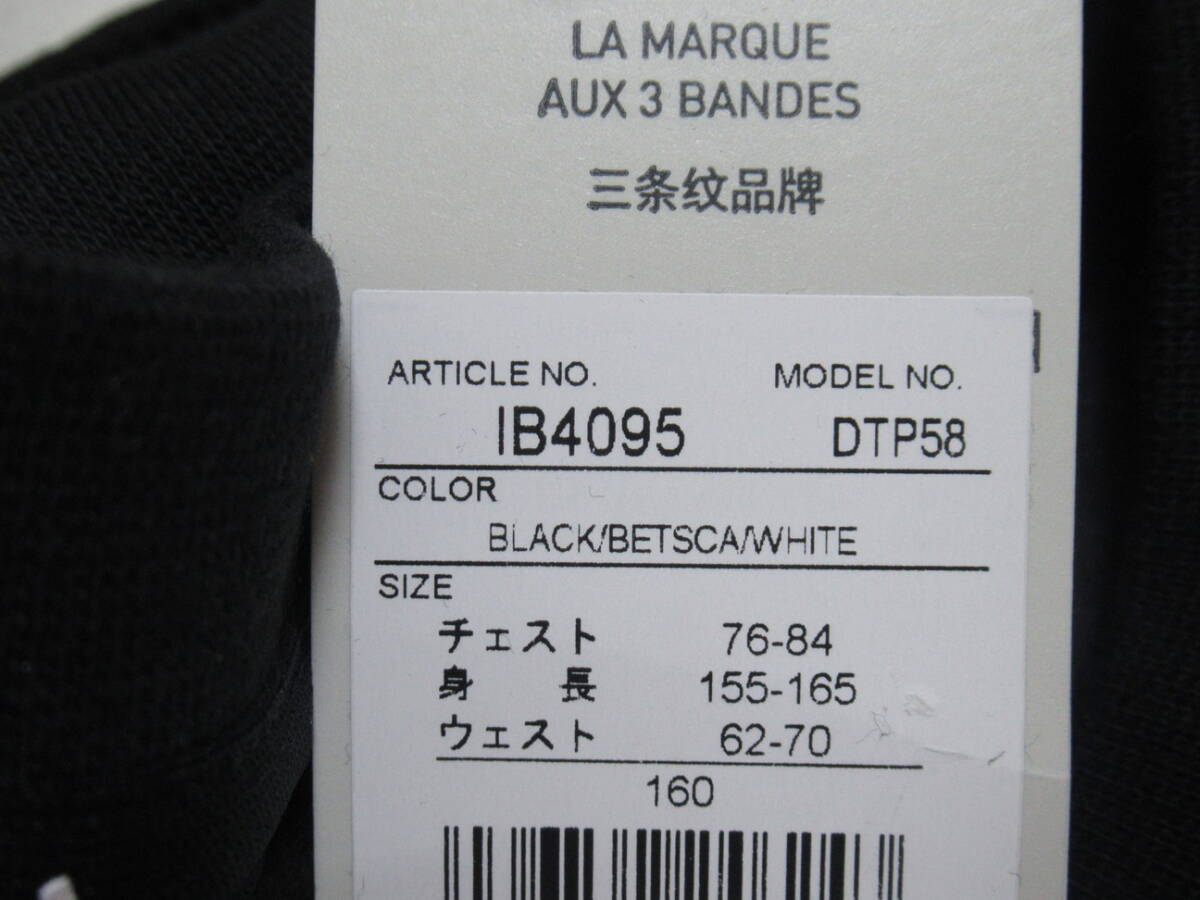 LA MARQUE
AUX 3 BANDES
三条纹品牌
ARTICLE NO. MODEL NO.
IB4095 DTP58
COLOR
BLACK/BETSCA/WHITE
SIZE
チェスト 76-84
身長 155-165
ウェスト 62-70
160